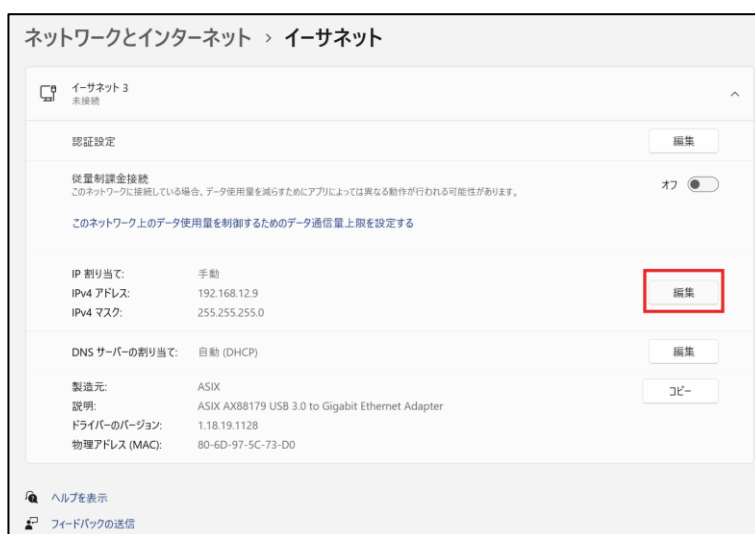 ネットワークとインターネット › イーサネット
イーサネット 3
未接続
認証設定
編集
従量制課金接続
このネットワークに接続している場合、データ使用量を減らすためにアプリによっては異なる動作が行われる可能性があります。
オフ
このネットワーク上のデータ使用量を制御するためのデータ通信量上限を設定する
IP 割り当て: 手動
IPv4 アドレス: 192.168.12.9
編集
IPv4 マスク: 255.255.255.0
DNS サーバーの割り当て: 自動 (DHCP)
編集
製造元: ASIX
コピー
説明: ASIX AX88179 USB 3.0 to Gigabit Ethernet Adapter
ドライバーのバージョン: 1.18.19.1128
物理アドレス (MAC): 80-6D-97-5C-73-D0
ヘルプを表示
フィードバックの送信